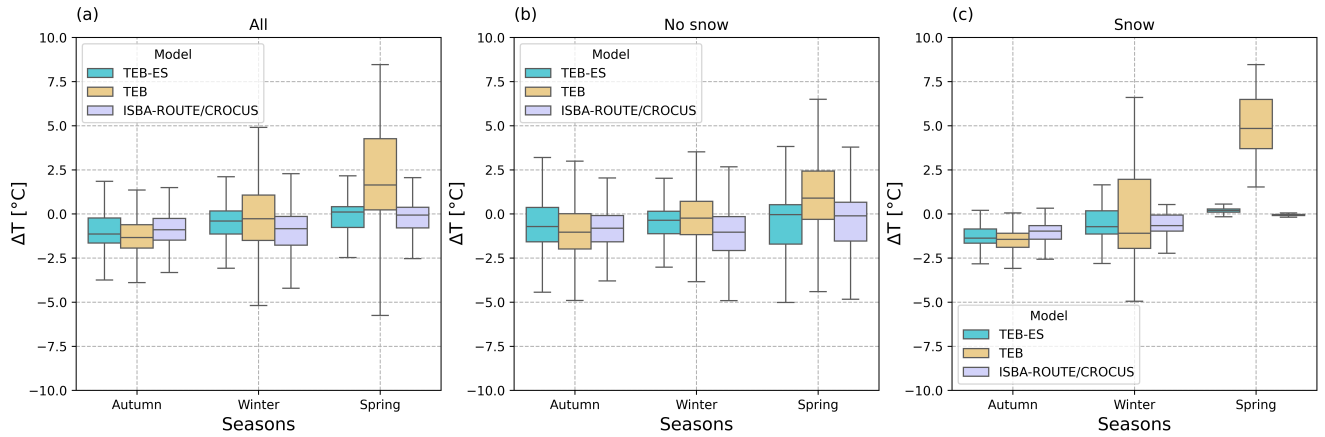 (a)
All
10.0
7.5
5.0
2.5
0.0
−2.5
−5.0
−7.5
−10.0
ΔT [°C]
Model
TEB-ES
TEB
ISBA-ROUTE/CROCUS
Autumn
Winter
Spring
Seasons
(b)
No snow
10.0
7.5
5.0
2.5
0.0
−2.5
−5.0
−7.5
−10.0
ΔT [°C]
Model
TEB-ES
TEB
ISBA-ROUTE/CROCUS
Autumn
Winter
Spring
Seasons
(c)
Snow
10.0
7.5
5.0
2.5
0.0
−2.5
−5.0
−7.5
−10.0
ΔT [°C]
Model
TEB-ES
TEB
ISBA-ROUTE/CROCUS
Autumn
Winter
Spring
Seasons